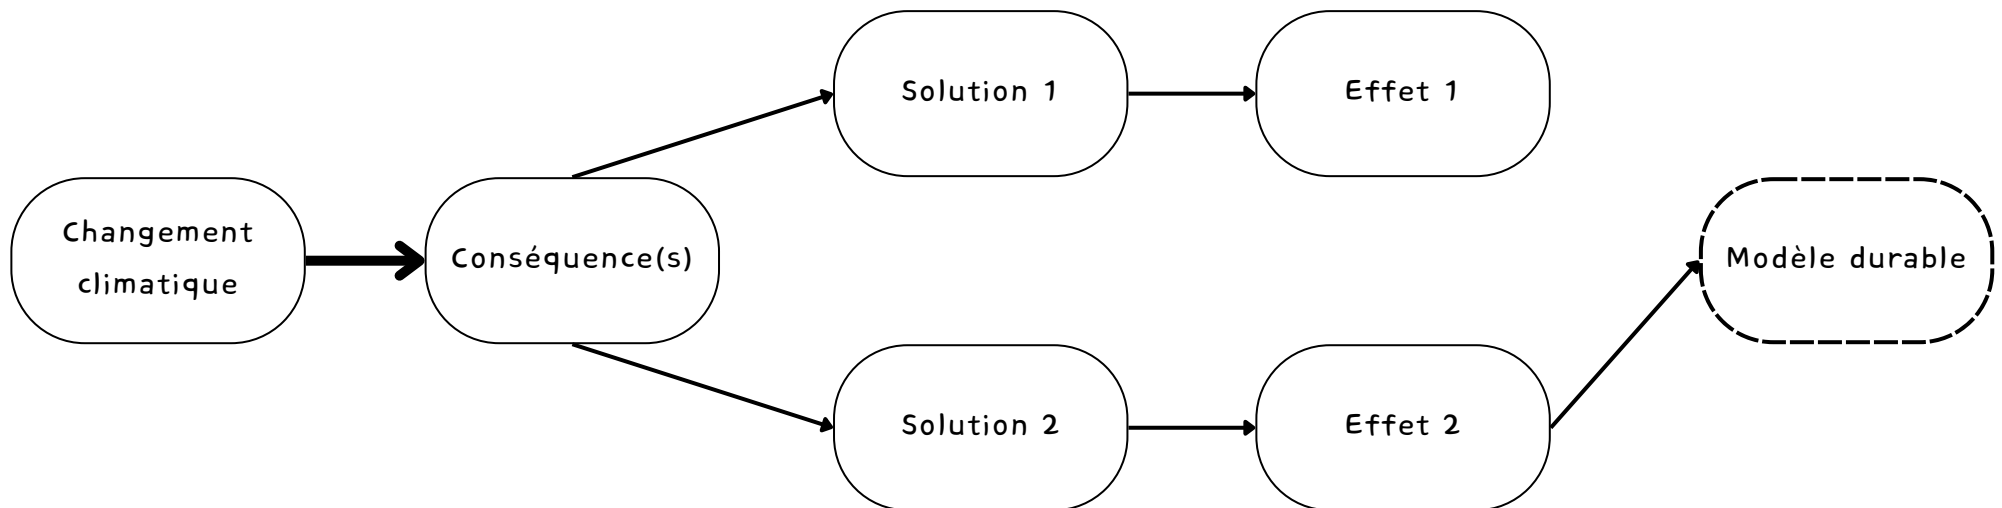 Solution 1
Effet 1
Changement
climatique
Conséquence(s)
Modèle durable
Solution 2
Effet 2